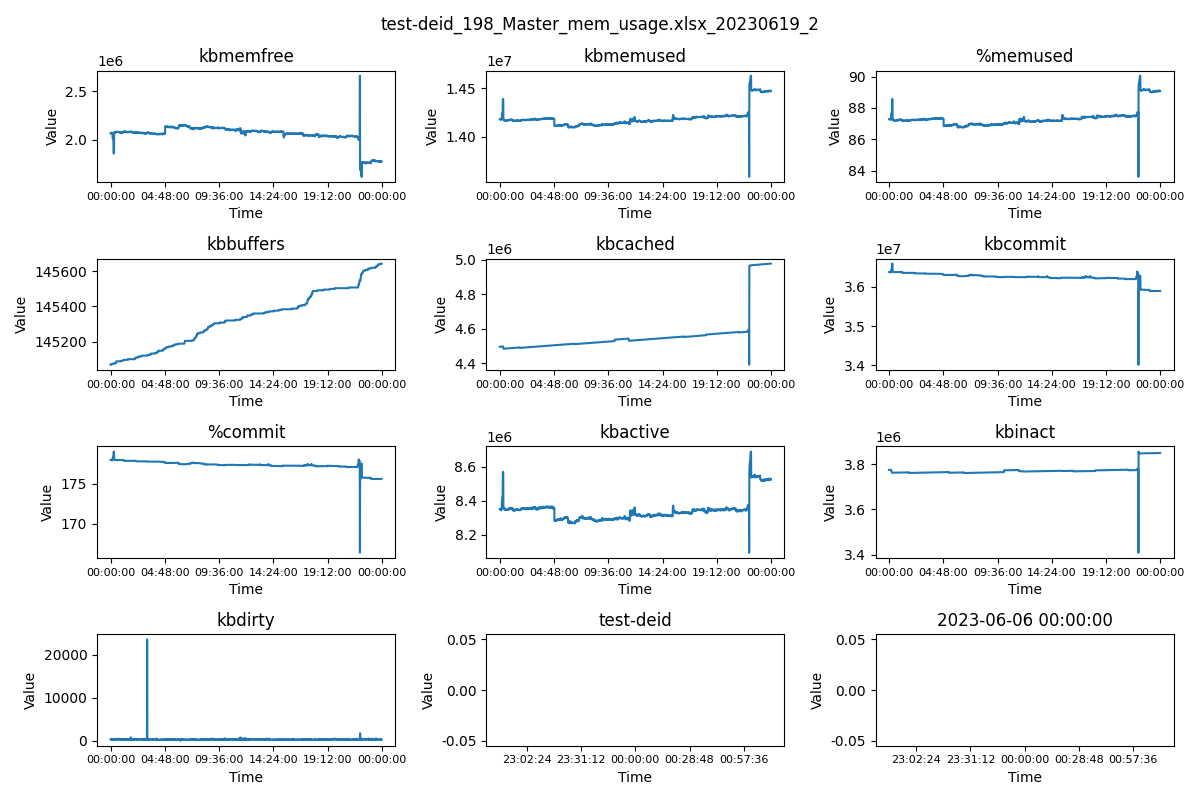 test-deid_198_Master_mem_usage.xlsx_20230619_2
kbmemfree
1e6
2.5
2.0
Value
00:00:00 04:48:00 09:36:00 14:24:00 19:12:00 00:00:00
Time
kbmemused
1e7
1.45
1.40
Value
00:00:00 04:48:00 09:36:00 14:24:00 19:12:00 00:00:00
Time
%memused
90
88
86
84
Value
00:00:00 04:48:00 09:36:00 14:24:00 19:12:00 00:00:00
Time
kbbuffers
145600
145400
145200
Value
00:00:00 04:48:00 09:36:00 14:24:00 19:12:00 00:00:00
Time
kbcached
1e6
5.0
4.8
4.6
4.4
Value
00:00:00 04:48:00 09:36:00 14:24:00 19:12:00 00:00:00
Time
kbcommit
1e7
3.6
3.5
3.4
Value
00:00:00 04:48:00 09:36:00 14:24:00 19:12:00 00:00:00
Time
%commit
175
170
Value
00:00:00 04:48:00 09:36:00 14:24:00 19:12:00 00:00:00
Time
kbactive
1e6
8.6
8.4
8.2
Value
00:00:00 04:48:00 09:36:00 14:24:00 19:12:00 00:00:00
Time
kbinact
1e6
3.8
3.6
3.4
Value
00:00:00 04:48:00 09:36:00 14:24:00 19:12:00 00:00:00
Time
kbdirty
20000
10000
0
Value
00:00:00 04:48:00 09:36:00 14:24:00 19:12:00 00:00:00
Time
test-deid
0.05
0.00
-0.05
Value
23:02:24 23:31:12 00:00:00 00:28:48 00:57:36
Time
2023-06-06 00:00:00
0.05
0.00
-0.05
Value
23:02:24 23:31:12 00:00:00 00:28:48 00:57:36
Time